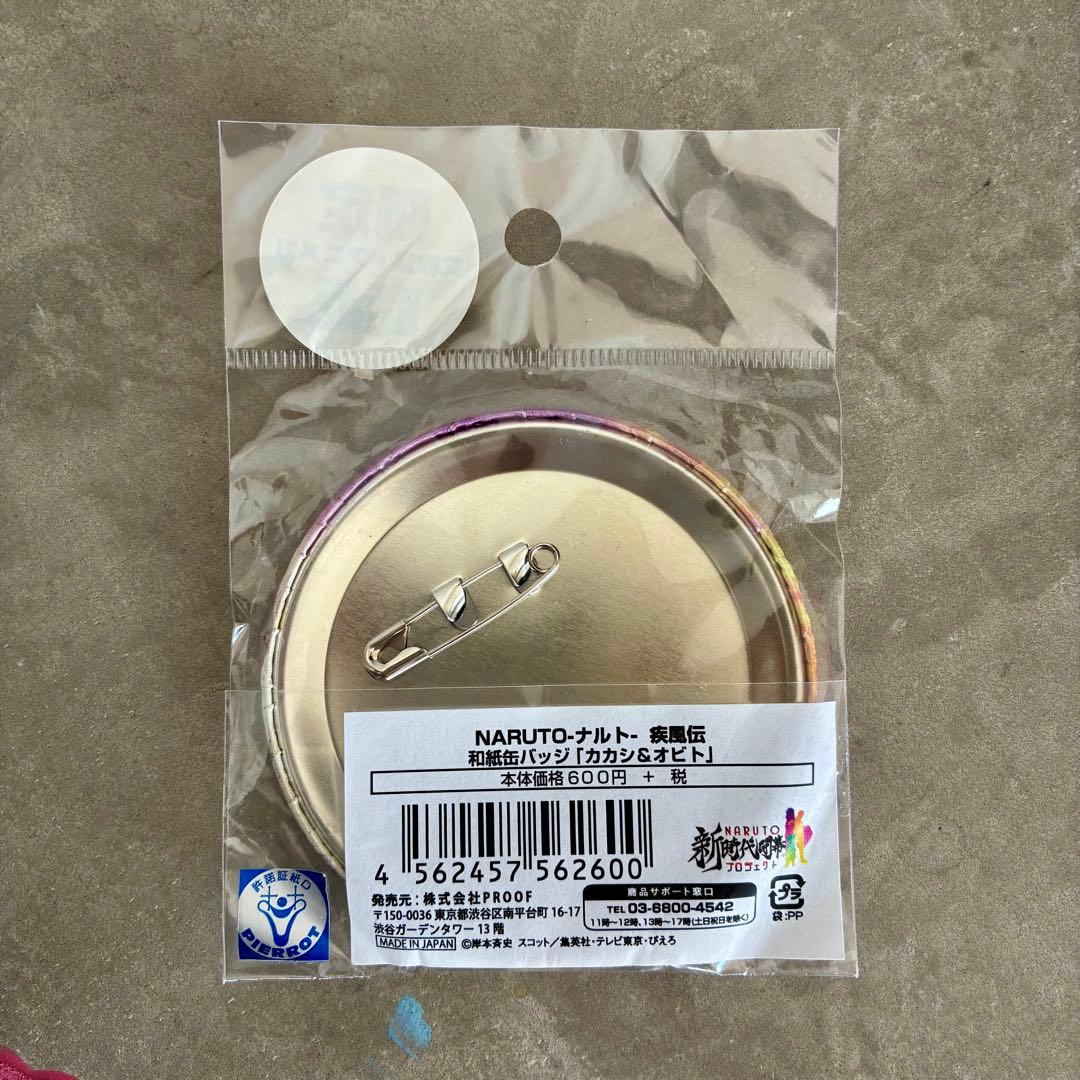 NARUTO-ナルト- 疾風伝
和紙缶バッジ「カカシ＆オビト」
本体価格600円 + 税
4 562457 562600
NARUTO
新時代開幕
プロジェクト
発売元:株式会社PROOF
〒150-0036 東京都渋谷区南平台町 16-17
渋谷ガーデンタワー 13 階
MADE IN JAPAN ©岸本斉史 スコット／集英社・テレビ東京・ぴえろ
商品サポート窓口
TEL 03-6800-4542
11時〜12時、13時〜17時(土日祝日を除く)
プラ
袋:PP
許諾証紙D
PIERROT